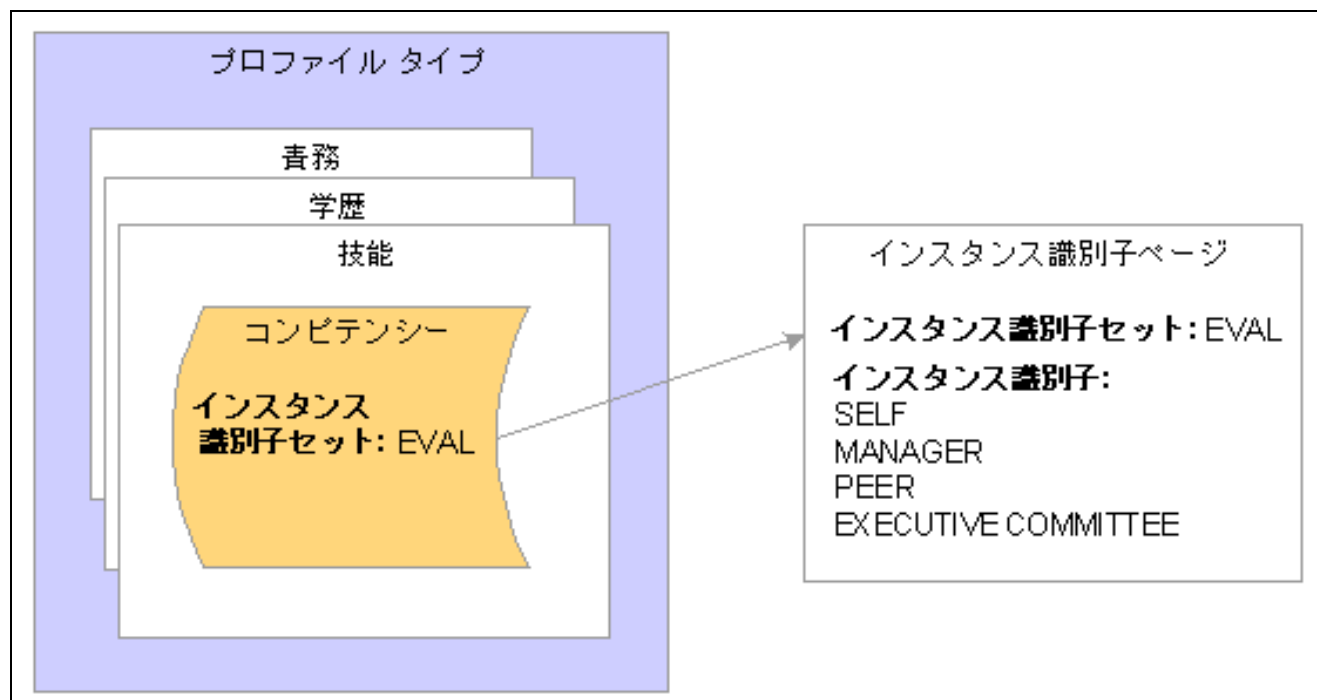 プロファイル タイプ
責務
学歴
技能
コンピテンシー
インスタンス
識別子セット: EVAL
インスタンス識別子ページ
インスタンス識別子セット: EVAL
インスタンス識別子:
SELF
MANAGER
PEER
EXECUTIVE COMMITTEE